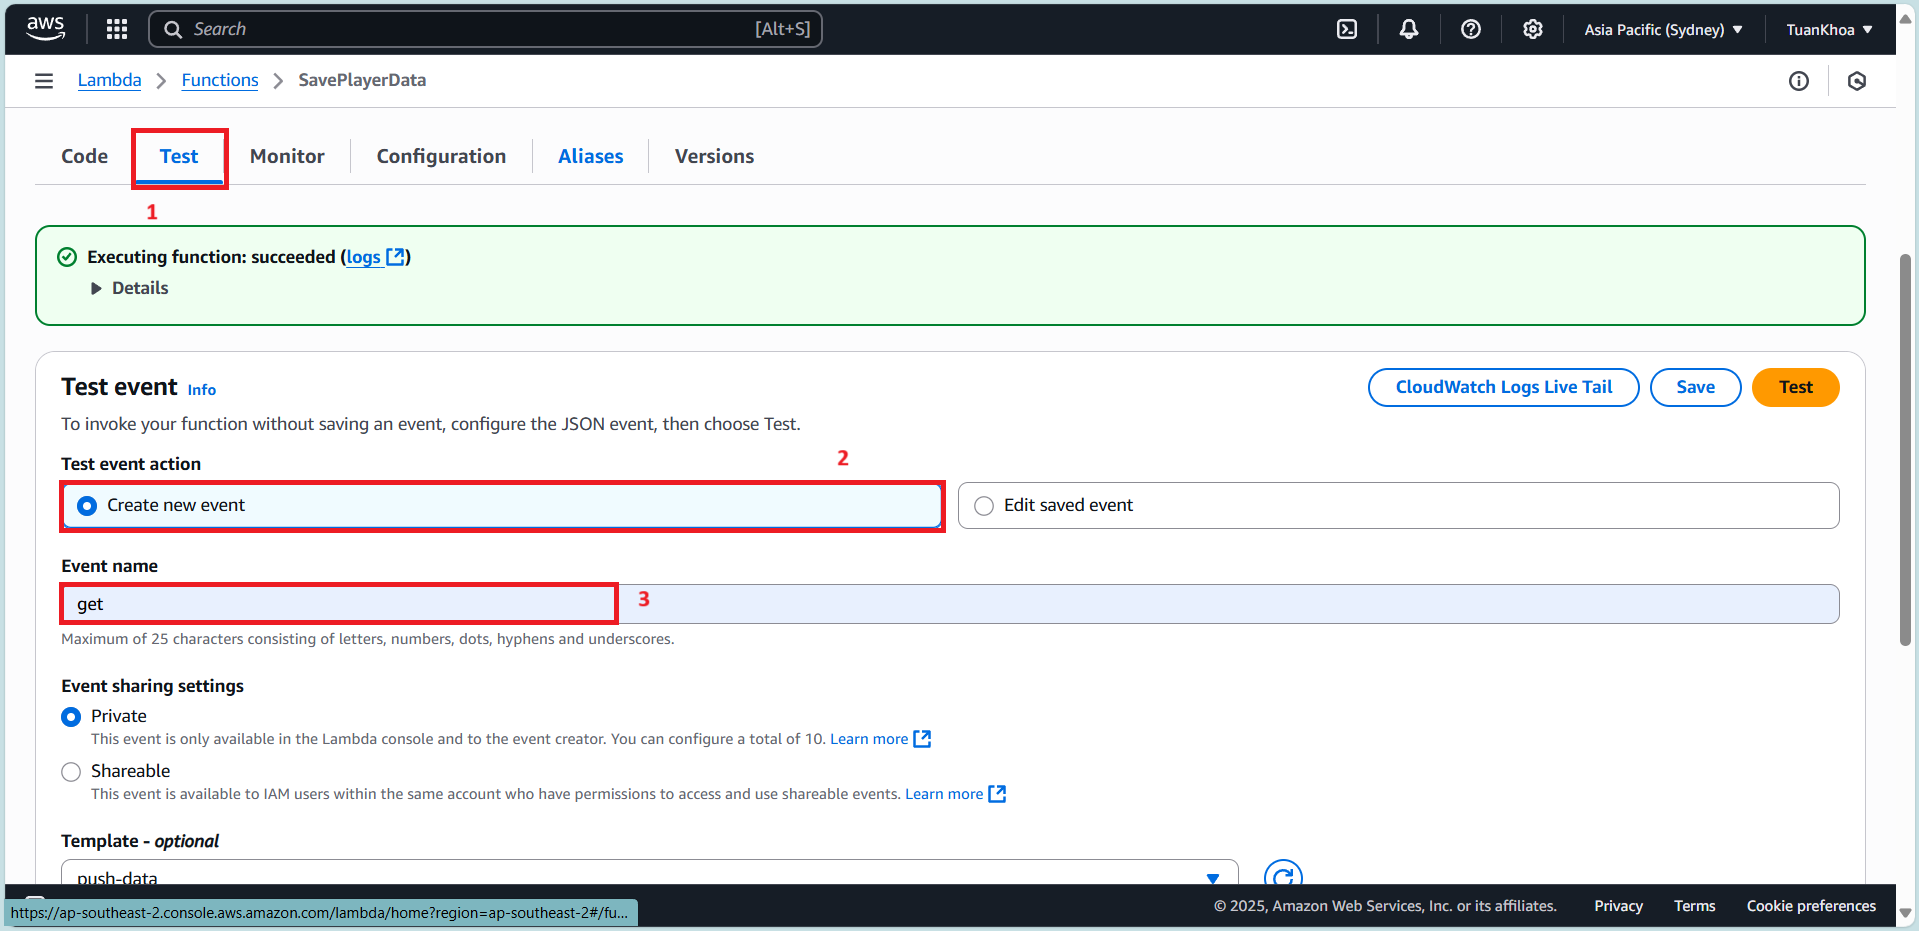 aws Search [Alt+S] Asia Pacific (Sydney) TuanKhoa
Lambda Functions SavePlayerData
Code Test Monitor Configuration Aliases Versions
1
Executing function: succeeded (logs)
Details
Test event Info CloudWatch Logs Live Tail Save Test
To invoke your function without saving an event, configure the JSON event, then choose Test.
Test event action
2
Create new event Edit saved event
Event name
get 3
Maximum of 25 characters consisting of letters, numbers, dots, hyphens and underscores.
Event sharing settings
Private
This event is only available in the Lambda console and to the event creator. You can configure a total of 10. Learn more
Shareable
This event is available to IAM users within the same account who have permissions to access and use shareable events. Learn more
Template - optional
push-data
https://ap-southeast-2.console.aws.amazon.com/lambda/home?region=ap-southeast-2#/fu... © 2025, Amazon Web Services, Inc. or its affiliates. Privacy Terms Cookie preferences